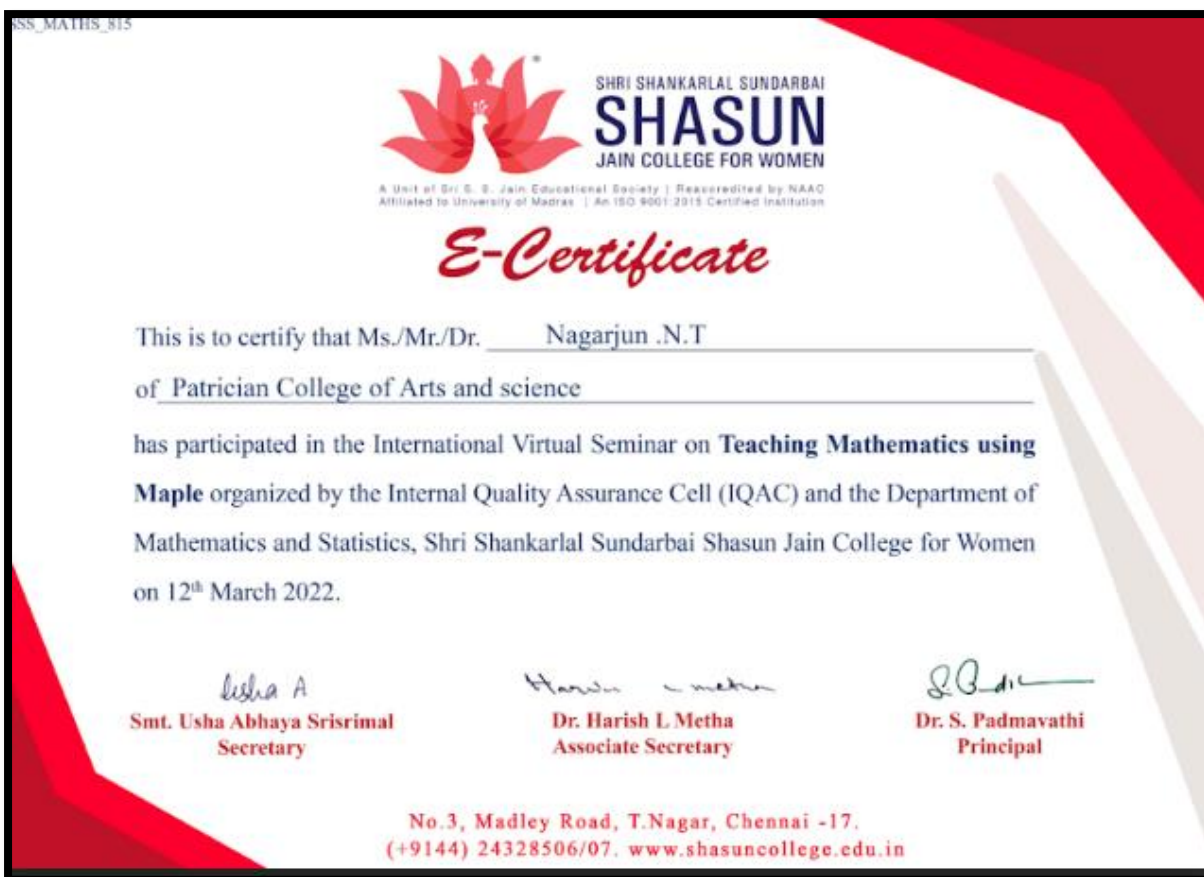 SSS_MATHS_815
SHRI SHANKARLAL SUNDARBAI
SHASUN
JAIN COLLEGE FOR WOMEN
A Unit of Sri S. S. Jain Educational Society | Reaccredited by NAAC
Affiliated to University of Madras | An ISO 9001:2015 Certified Institution
E-Certificate
This is to certify that Ms./Mr./Dr. Nagarjun .N.T
of Patrician College of Arts and science
has participated in the International Virtual Seminar on Teaching Mathematics using
Maple organized by the Internal Quality Assurance Cell (IQAC) and the Department of
Mathematics and Statistics, Shri Shankarlal Sundarbai Shasun Jain College for Women
on 12th March 2022.
Usha A
Smt. Usha Abhaya Srisrimal Dr. Harish L Metha Dr. S. Padmavathi
Secretary Associate Secretary Principal
No.3, Madley Road, T.Nagar, Chennai -17.
(+9144) 24328506/07. www.shasuncollege.edu.in